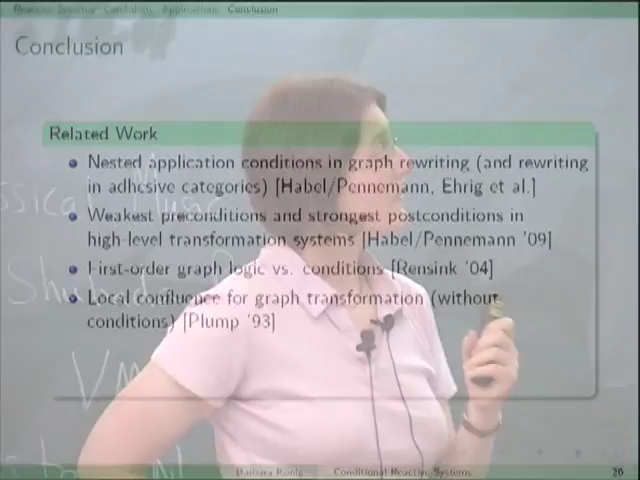 Conclusion
Conclusion
Related Work
Nested application conditions in graph rewriting (and rewriting
in adhesive categories) [Habel/Pennemann, Ehrig et al.]
Weakest preconditions and strongest postconditions in
high-level transformation systems [Habel/Pennemann '09]
First-order graph logic vs. conditions [Rensink '04]
Local confluence for graph transformation (without
conditions) [Plump '93]
Barbara König Conditional Reactive Systems 26